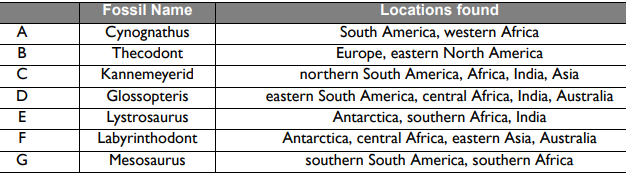 Fossil Name Locations found
A Cynognathus South America, western Africa
B Thecodont Europe, eastern North America
C Kannemeyerid northern South America, Africa, India, Asia
D Glossopteris eastern South America, central Africa, India, Australia
E Lystrosaurus Antarctica, southern Africa, India
F Labyrinthodont Antarctica, central Africa, eastern Asia, Australia
G Mesosaurus southern South America, southern Africa